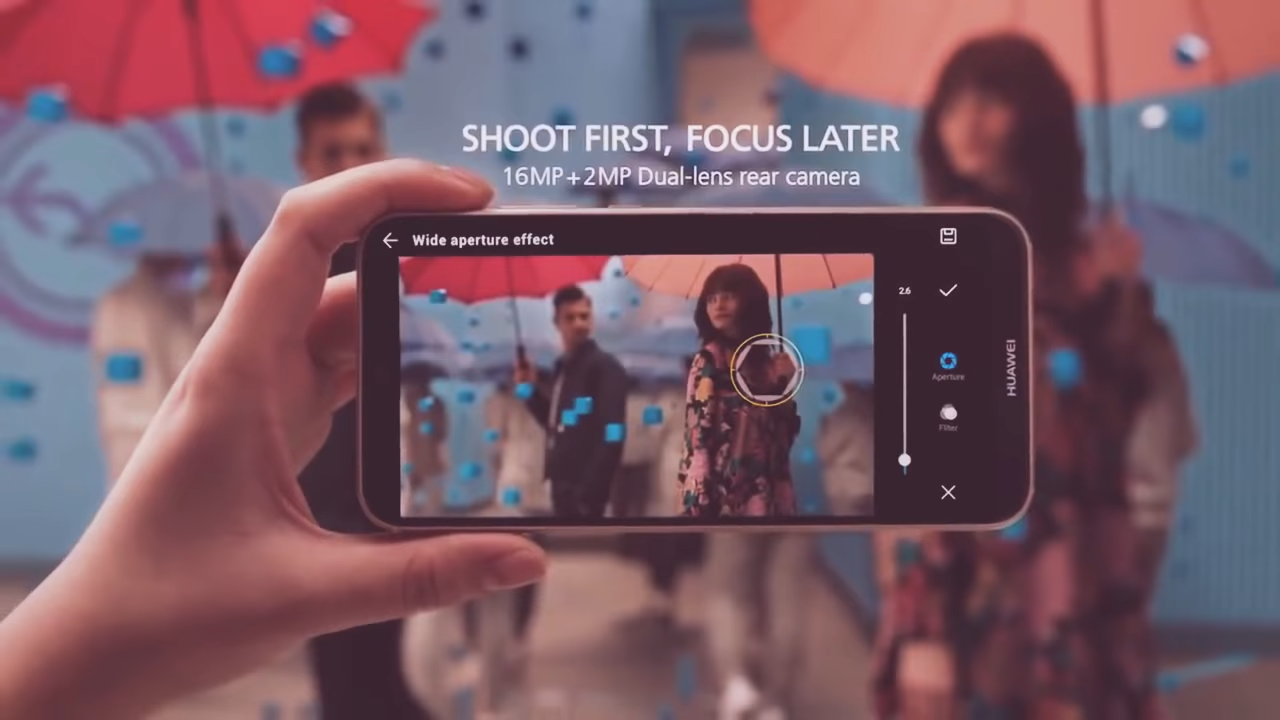 SHOOT FIRST, FOCUS LATER
16MP+2MP Dual-lens rear camera
Wide aperture effect
2.6
Aperture
Filter
HUAWEI